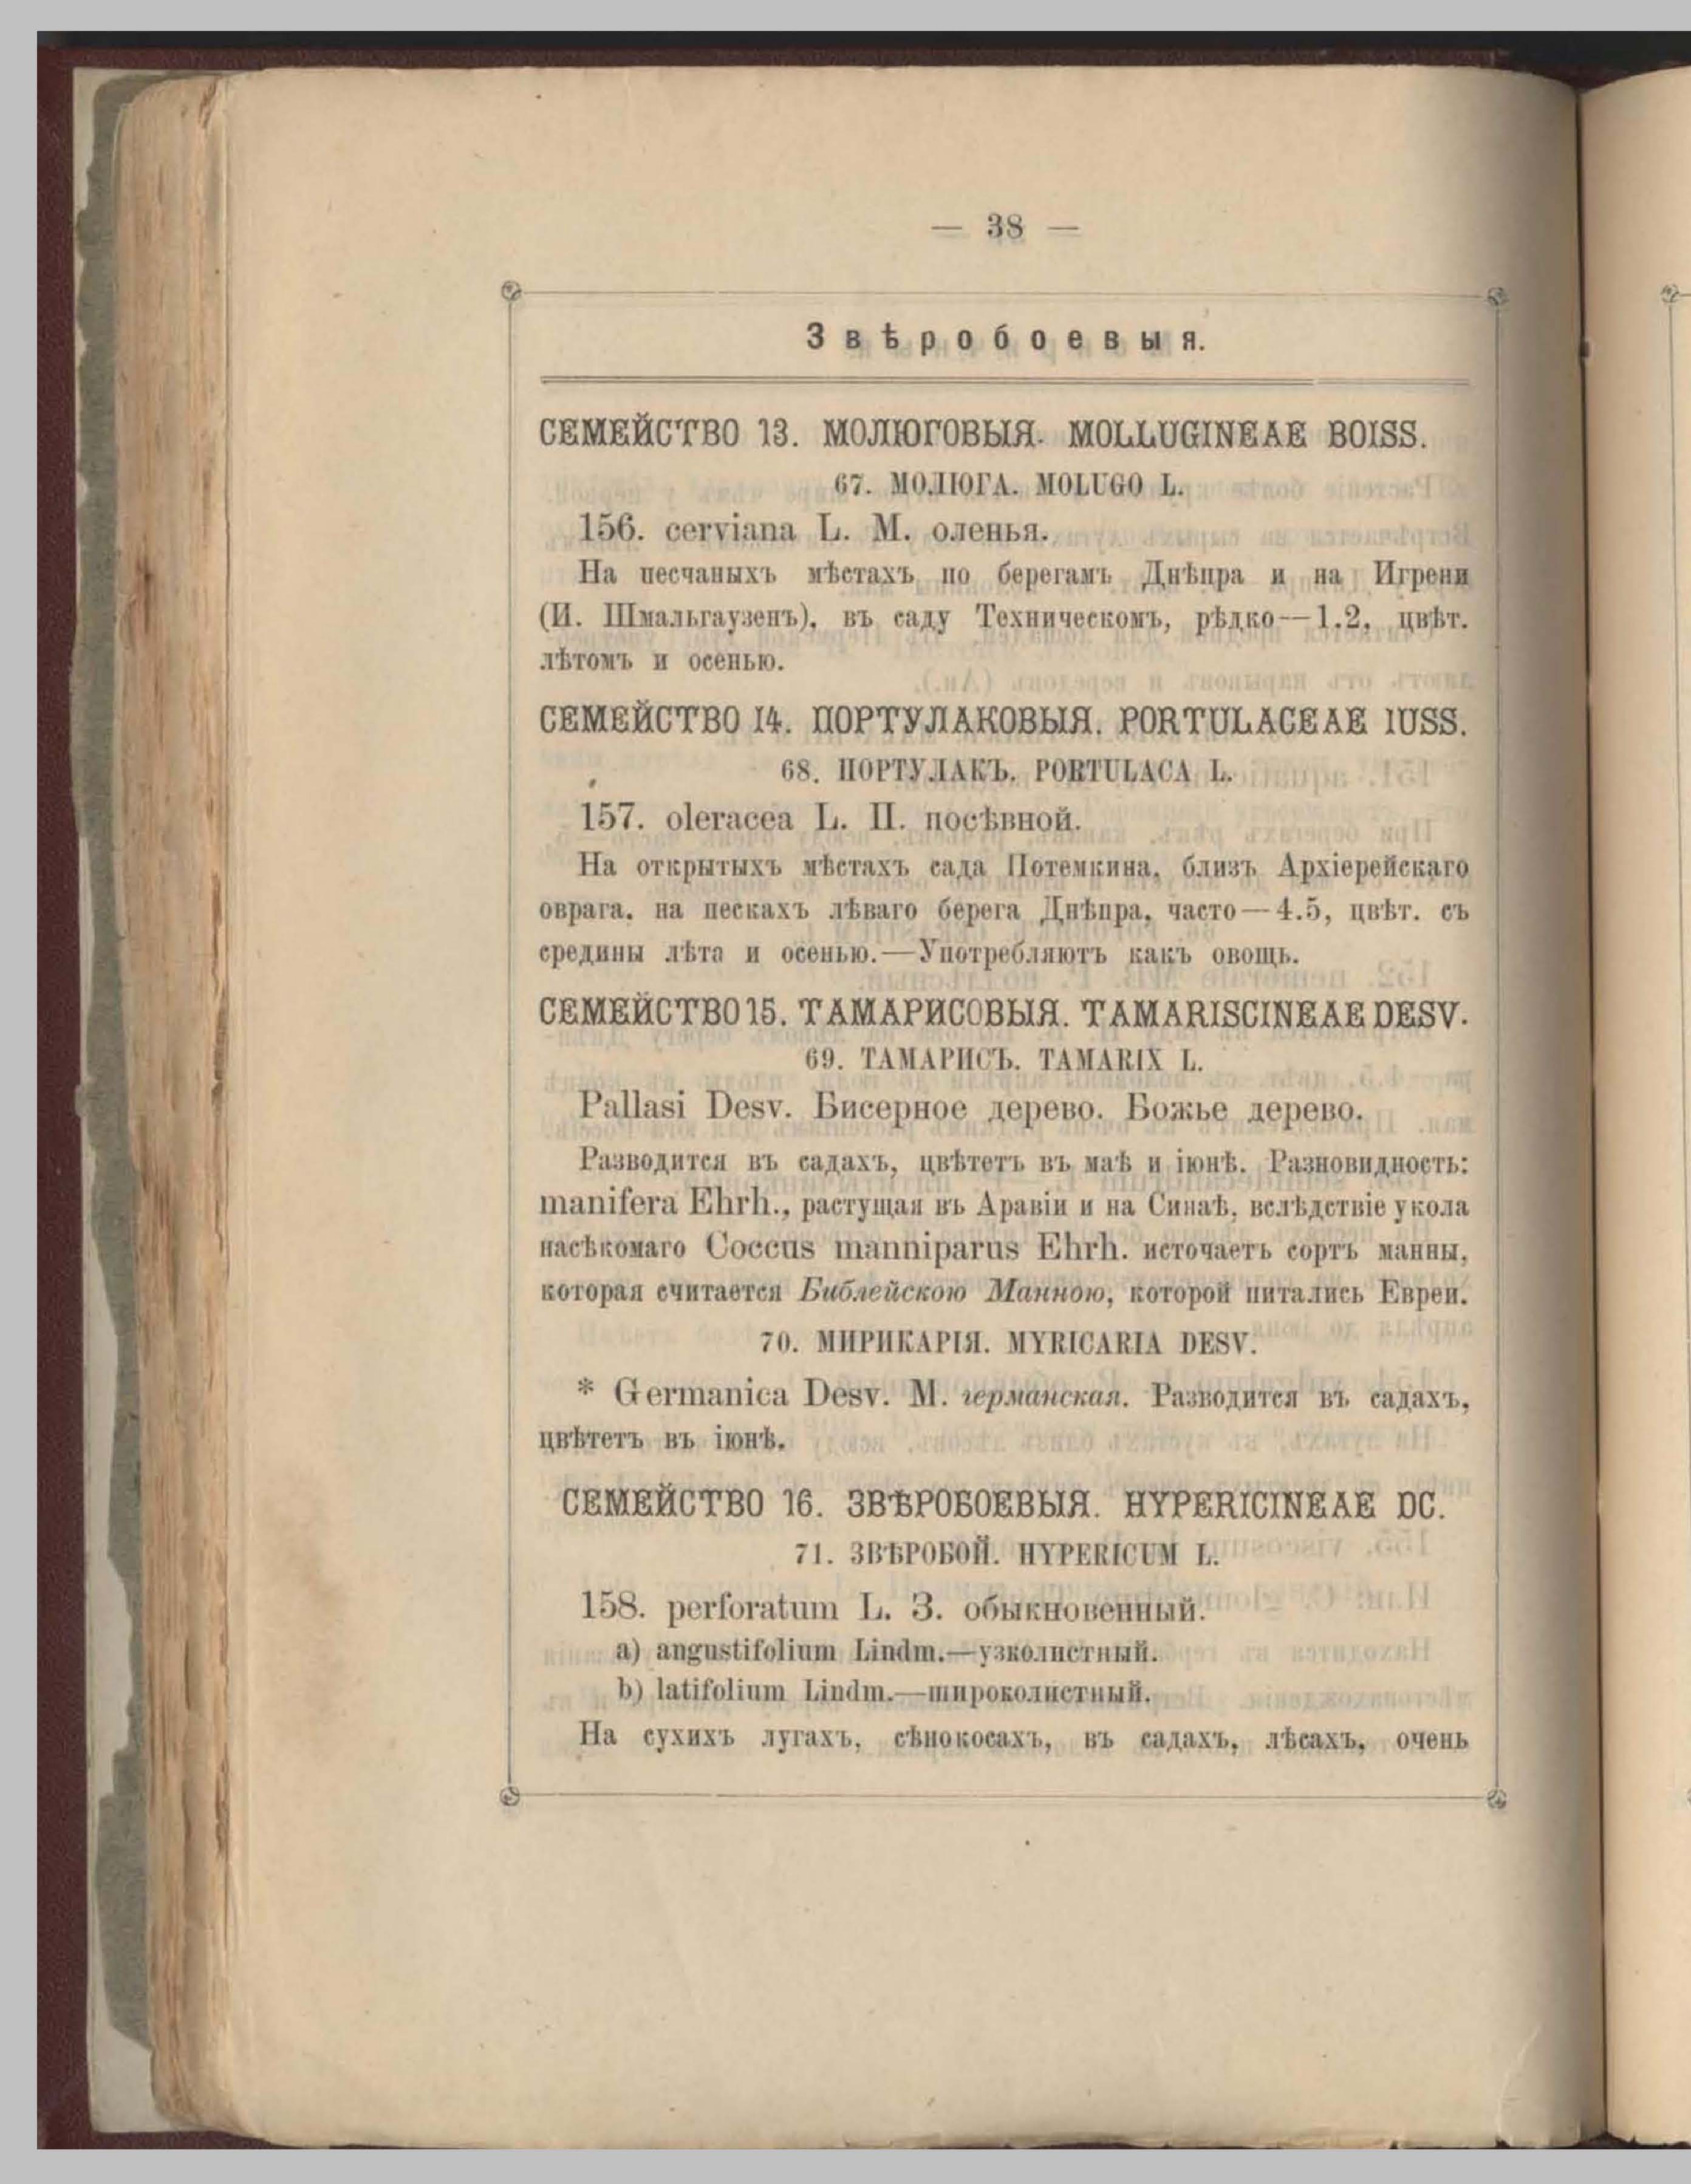 — 38 —
Звѣробоевыя.
СЕМЕЙСТВО 13. МОЛЮГОВЫЯ. MOLLUGINEAE BOISS.
67. МОЛЮГА. MOLUGO L.
156. cerviana L. М. оленья.
На песчаныхъ мѣстахъ по берегамъ Днѣпра и на Игрени
(И. Шмальгаузенъ), въ саду Техническомъ, рѣдко—1.2, цвѣт.
лѣтомъ и осенью.
СЕМЕЙСТВО 14. ПОРТУЛАКОВЫЯ. PORTULACEAE IUSS.
68. ПОРТУЛАКЪ. PORTULACA L.
157. oleracea L. П. посѣвной.
На открытыхъ мѣстахъ сада Потемкина, близъ Архіерейскаго
оврага, на пескахъ лѣваго берега Днѣпра, часто—4.5, цвѣт. съ
средины лѣта и осенью.—Употребляютъ какъ овощь.
СЕМЕЙСТВО 15. ТАМАРИСОВЫЯ. TAMARISCINEAE DESV.
69. ТАМАРИСЪ. TAMARIX L.
Pallasi Desv. Бисерное дерево. Божье дерево.
Разводится въ садахъ, цвѣтетъ въ маѣ и іюнѣ. Разновидность:
manifera Ehrh., растущая въ Аравіи и на Синаѣ, вслѣдствіе укола
насѣкомаго Coccus manniparus Ehrh. источаетъ сортъ манны,
которая считается Библейскою Манною, которой питались Евреи.
70. МИРИКАРІЯ. MYRICARIA DESV.
* Germanica Desv. М. германская. Разводится въ садахъ,
цвѣтетъ въ іюнѣ.
СЕМЕЙСТВО 16. ЗВѢРОБОЕВЫЯ. HYPERICINEAE DC.
71. ЗВѢРОБОЙ. HYPERICUM L.
158. perforatum L. З. обыкновенный.
a) angustifolium Lindm.—узколистный.
b) latifolium Lindm.—широколистный.
На сухихъ лугахъ, сѣнокосахъ, въ садахъ, лѣсахъ, очень